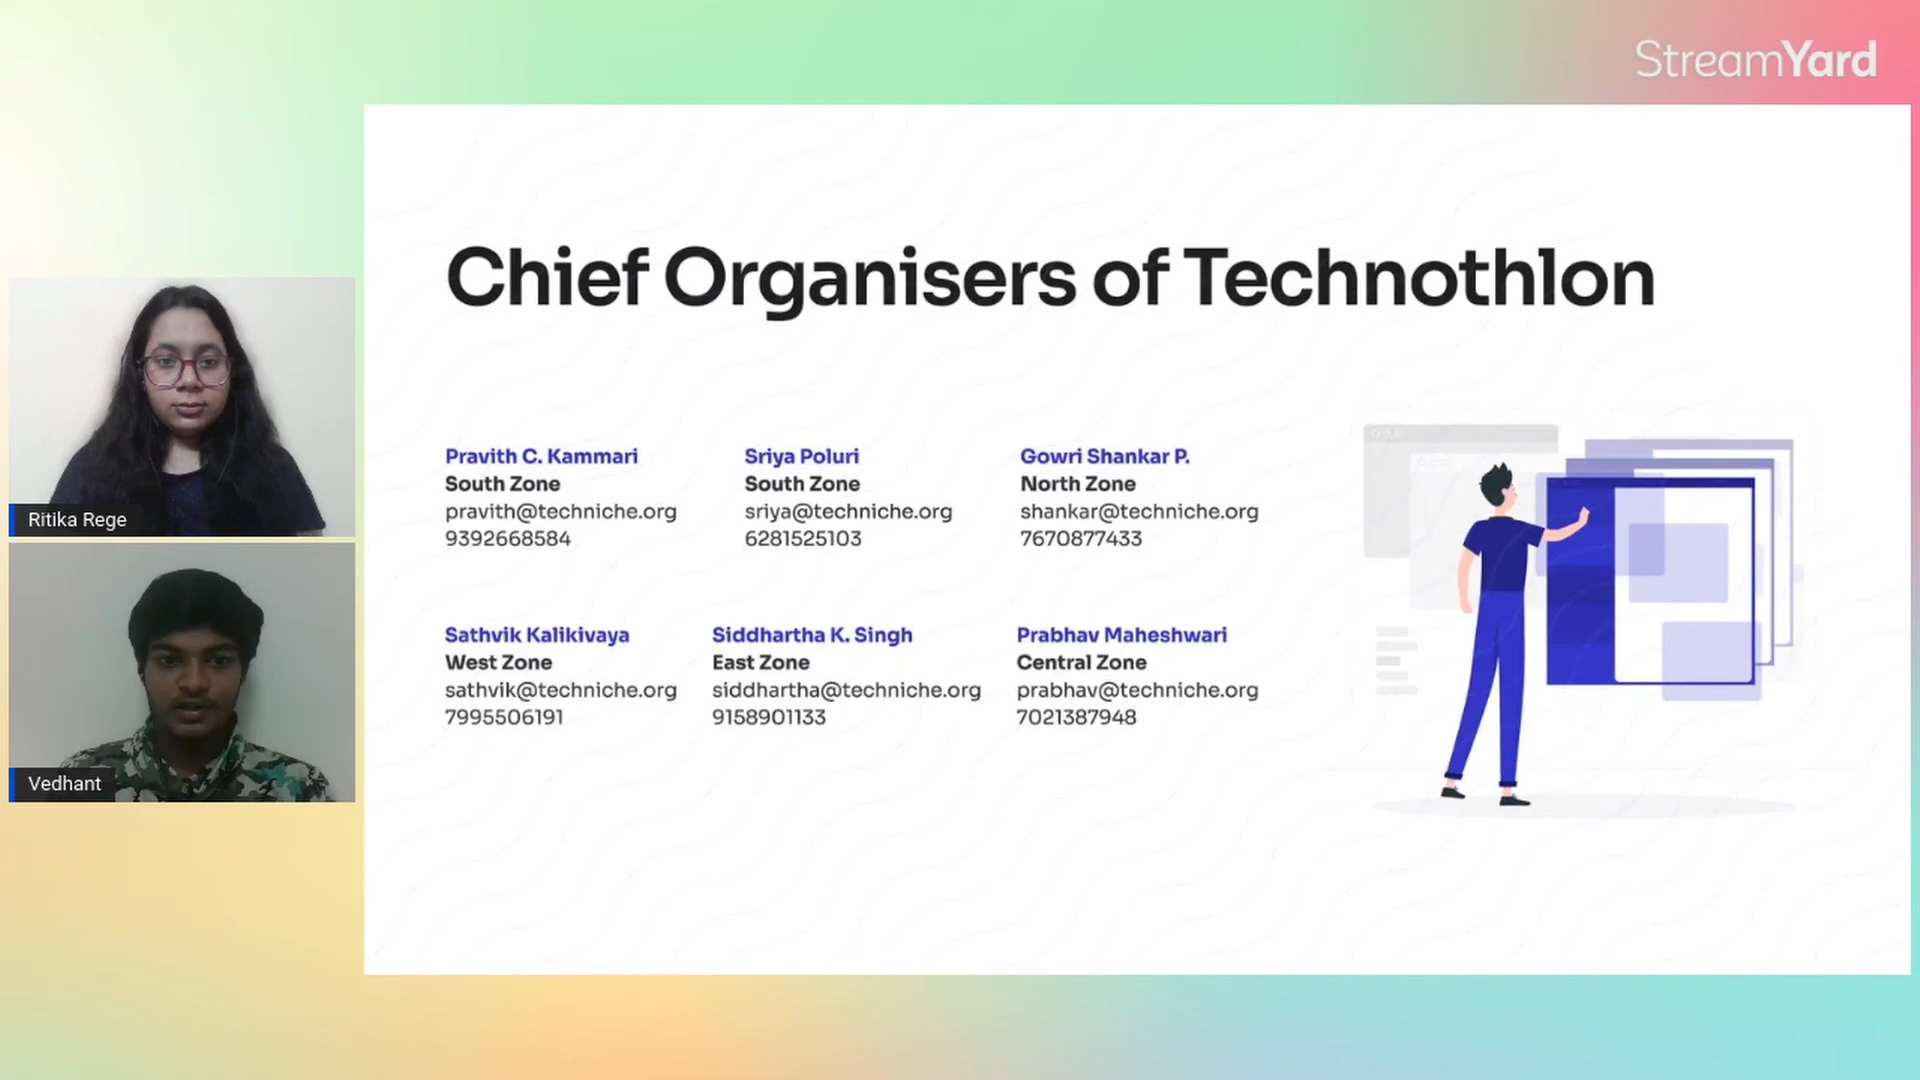 StreamYard
Chief Organisers of Technothlon
Pravith C. Kammari
South Zone
pravith@techniche.org
9392668584
Sriya Poluri
South Zone
sriya@techniche.org
6281525103
Gowri Shankar P.
North Zone
shankar@techniche.org
7670877433
Sathvik Kalikivaya
West Zone
sathvik@techniche.org
7995506191
Siddhartha K. Singh
East Zone
siddhartha@techniche.org
9158901133
Prabhav Maheshwari
Central Zone
prabhav@techniche.org
7021387948
Ritika Rege
Vedhant